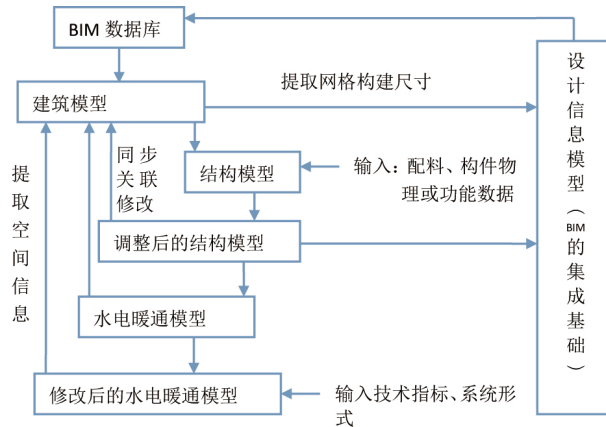 BIM 数据库
建筑模型
提取网格构建尺寸
同步
关联
修改
结构模型
输入：配料、构件物
理或功能数据
提取空间信息
调整后的结构模型
水电暖通模型
修改后的水电暖通模型
输入技术指标、系统形
式
设计信息模型（BIM的集成基础）